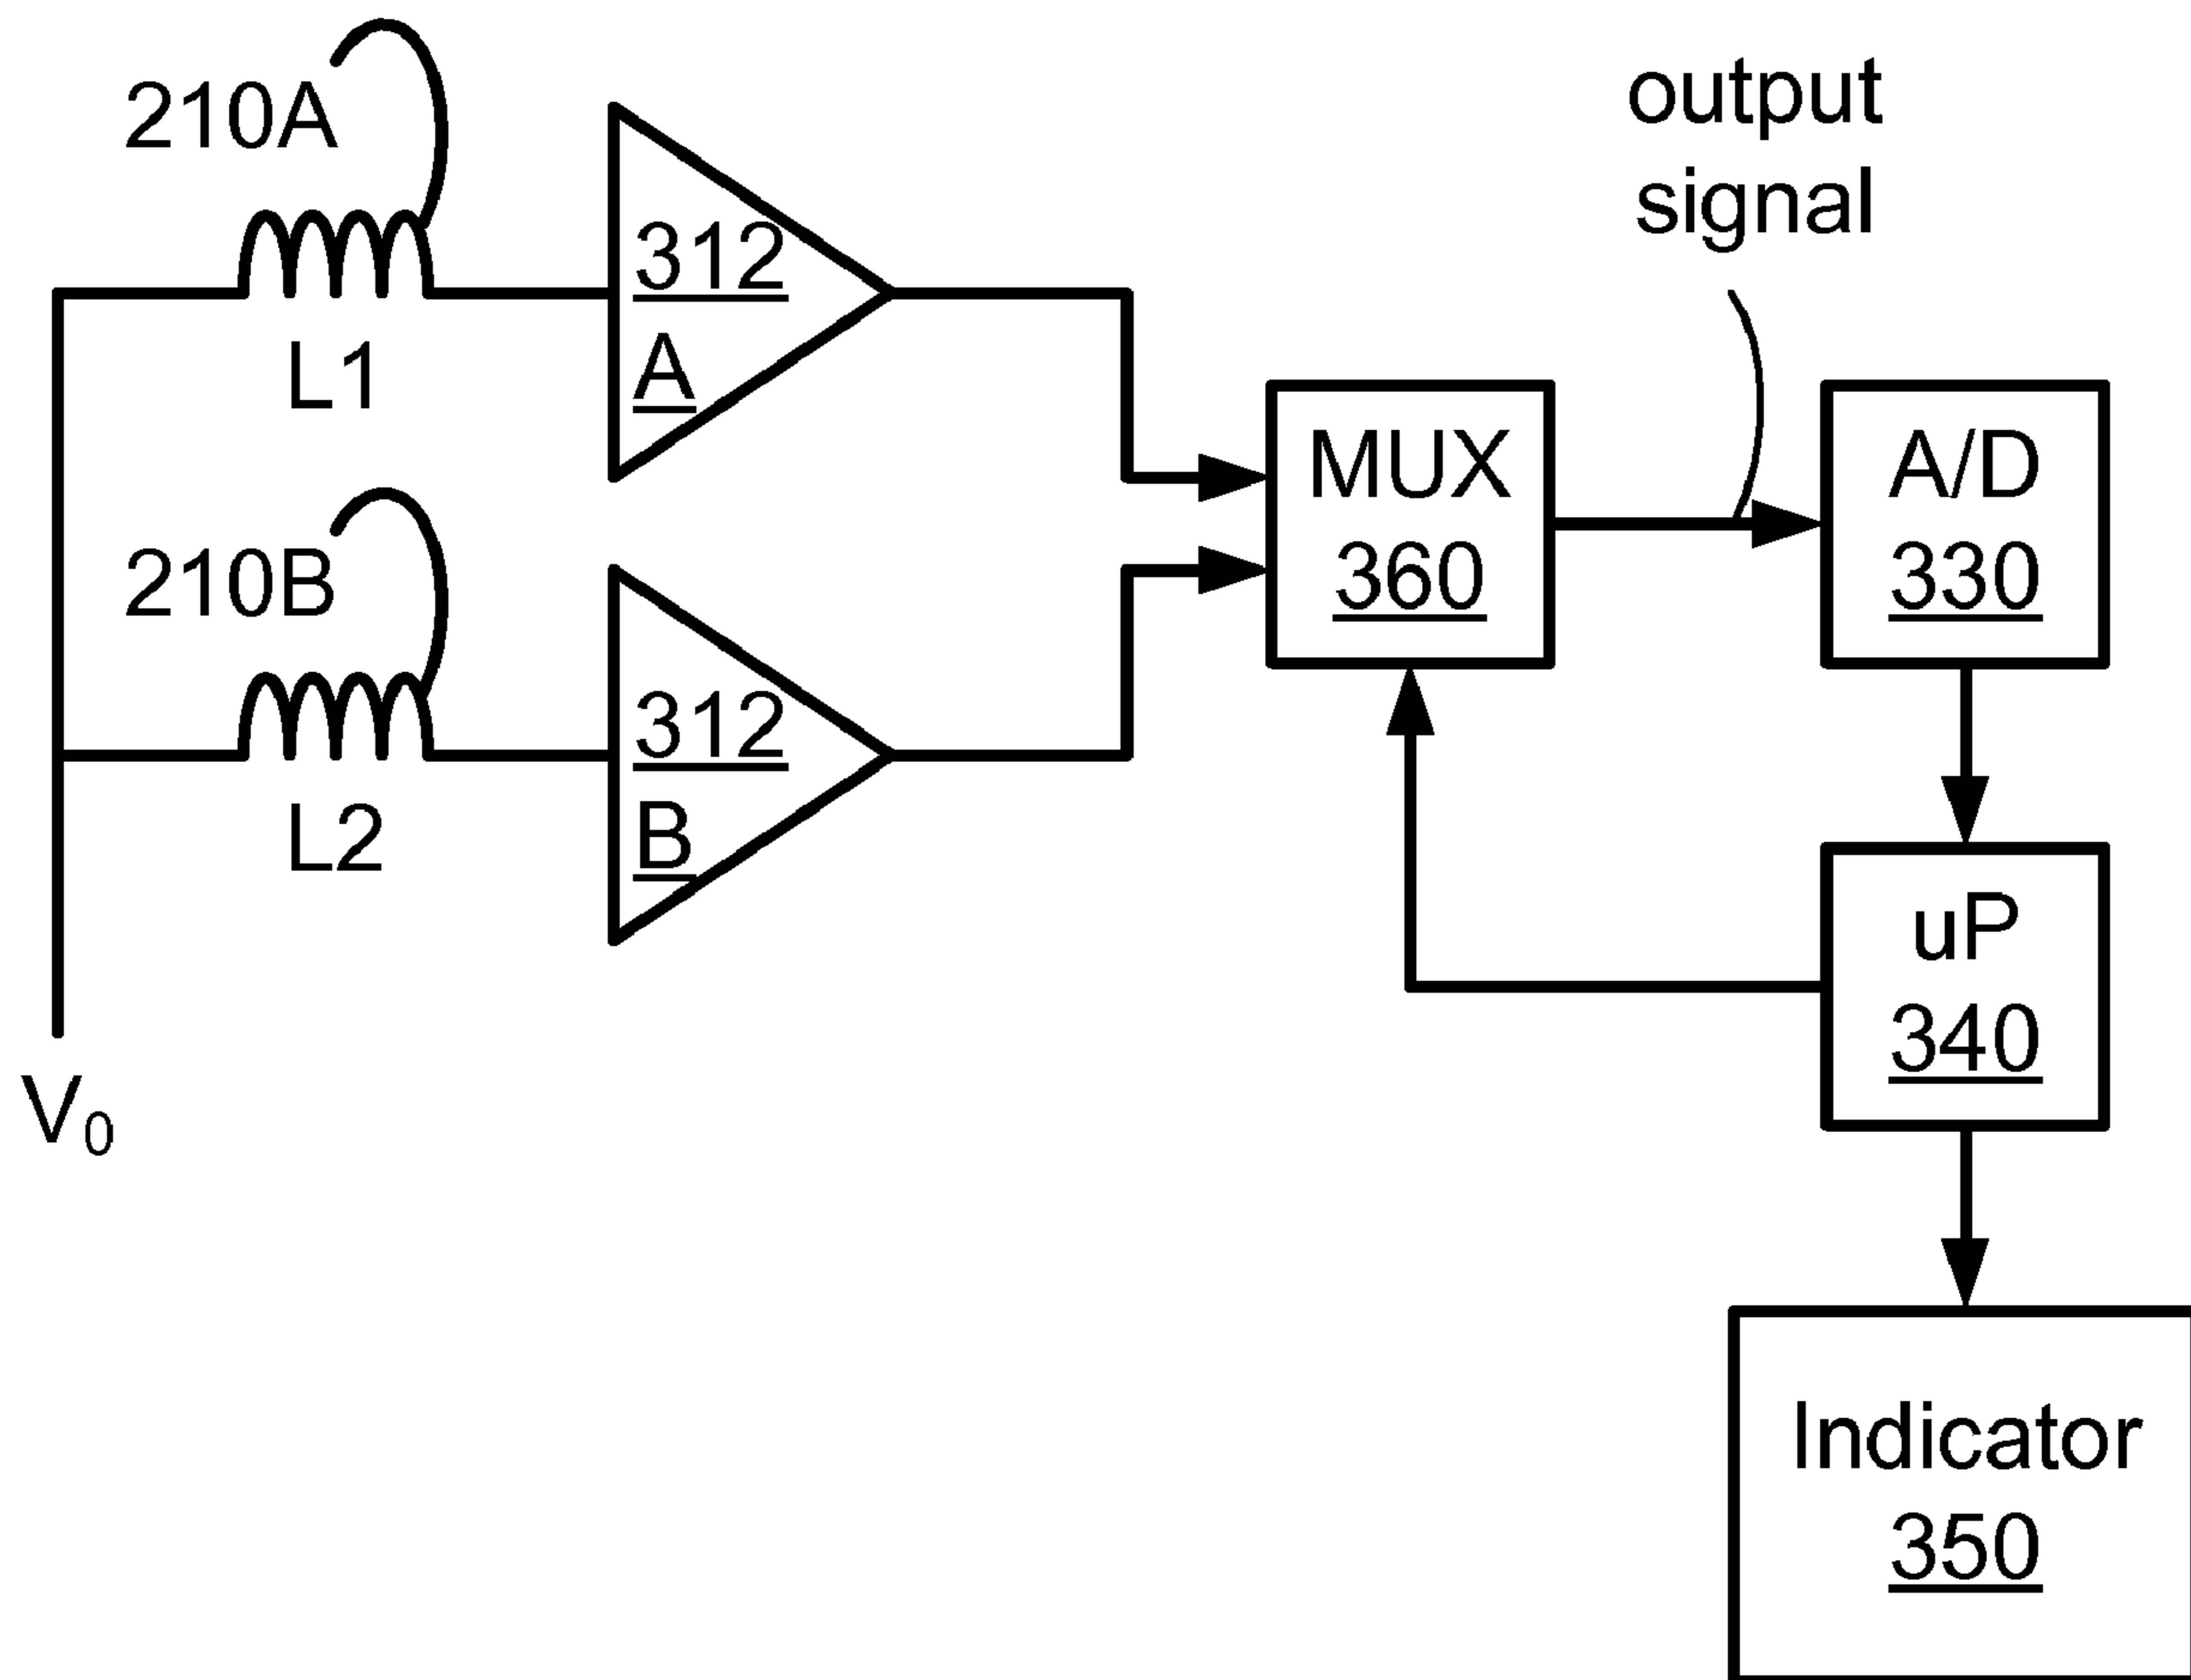 210A
L1
312
A
210B
L2
312
B
V₀
MUX
360
output
signal
A/D
330
uP
340
Indicator
350